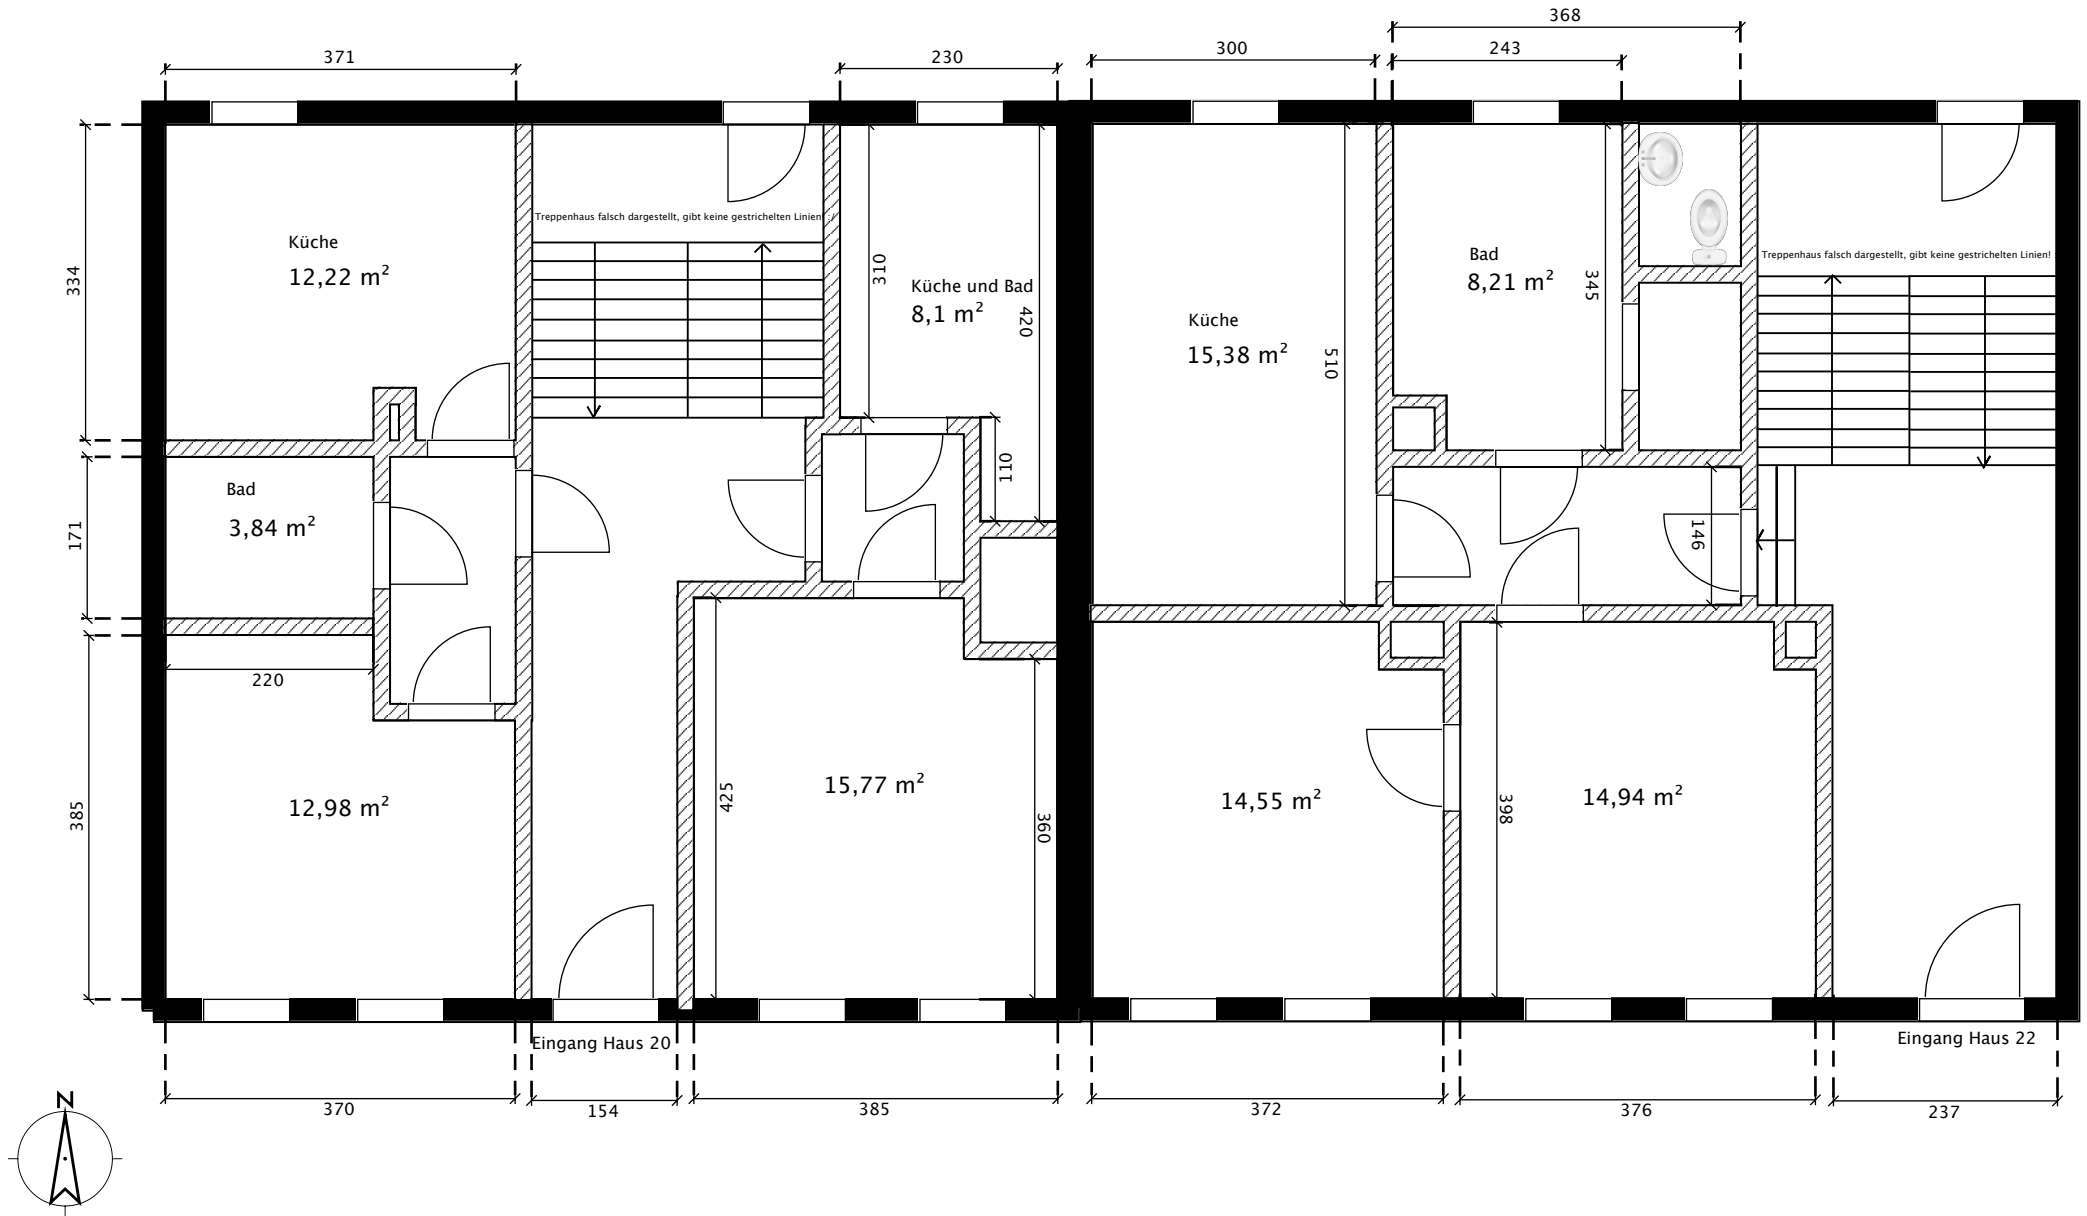 368
371
230
300
243
Treppenhaus falsch dargestellt, gibt keine gestrichelten Linien! :/
Küche
12,22 m²
334
310
Küche und Bad
8,1 m²
420
Küche
15,38 m²
510
Bad
8,21 m²
345
Treppenhaus falsch dargestellt, gibt keine gestrichelten Linien! :
Bad
3,84 m²
171
110
146
220
12,98 m²
385
425
15,77 m²
360
14,55 m²
398
14,94 m²
Eingang Haus 20
Eingang Haus 22
370
154
385
372
376
237
N